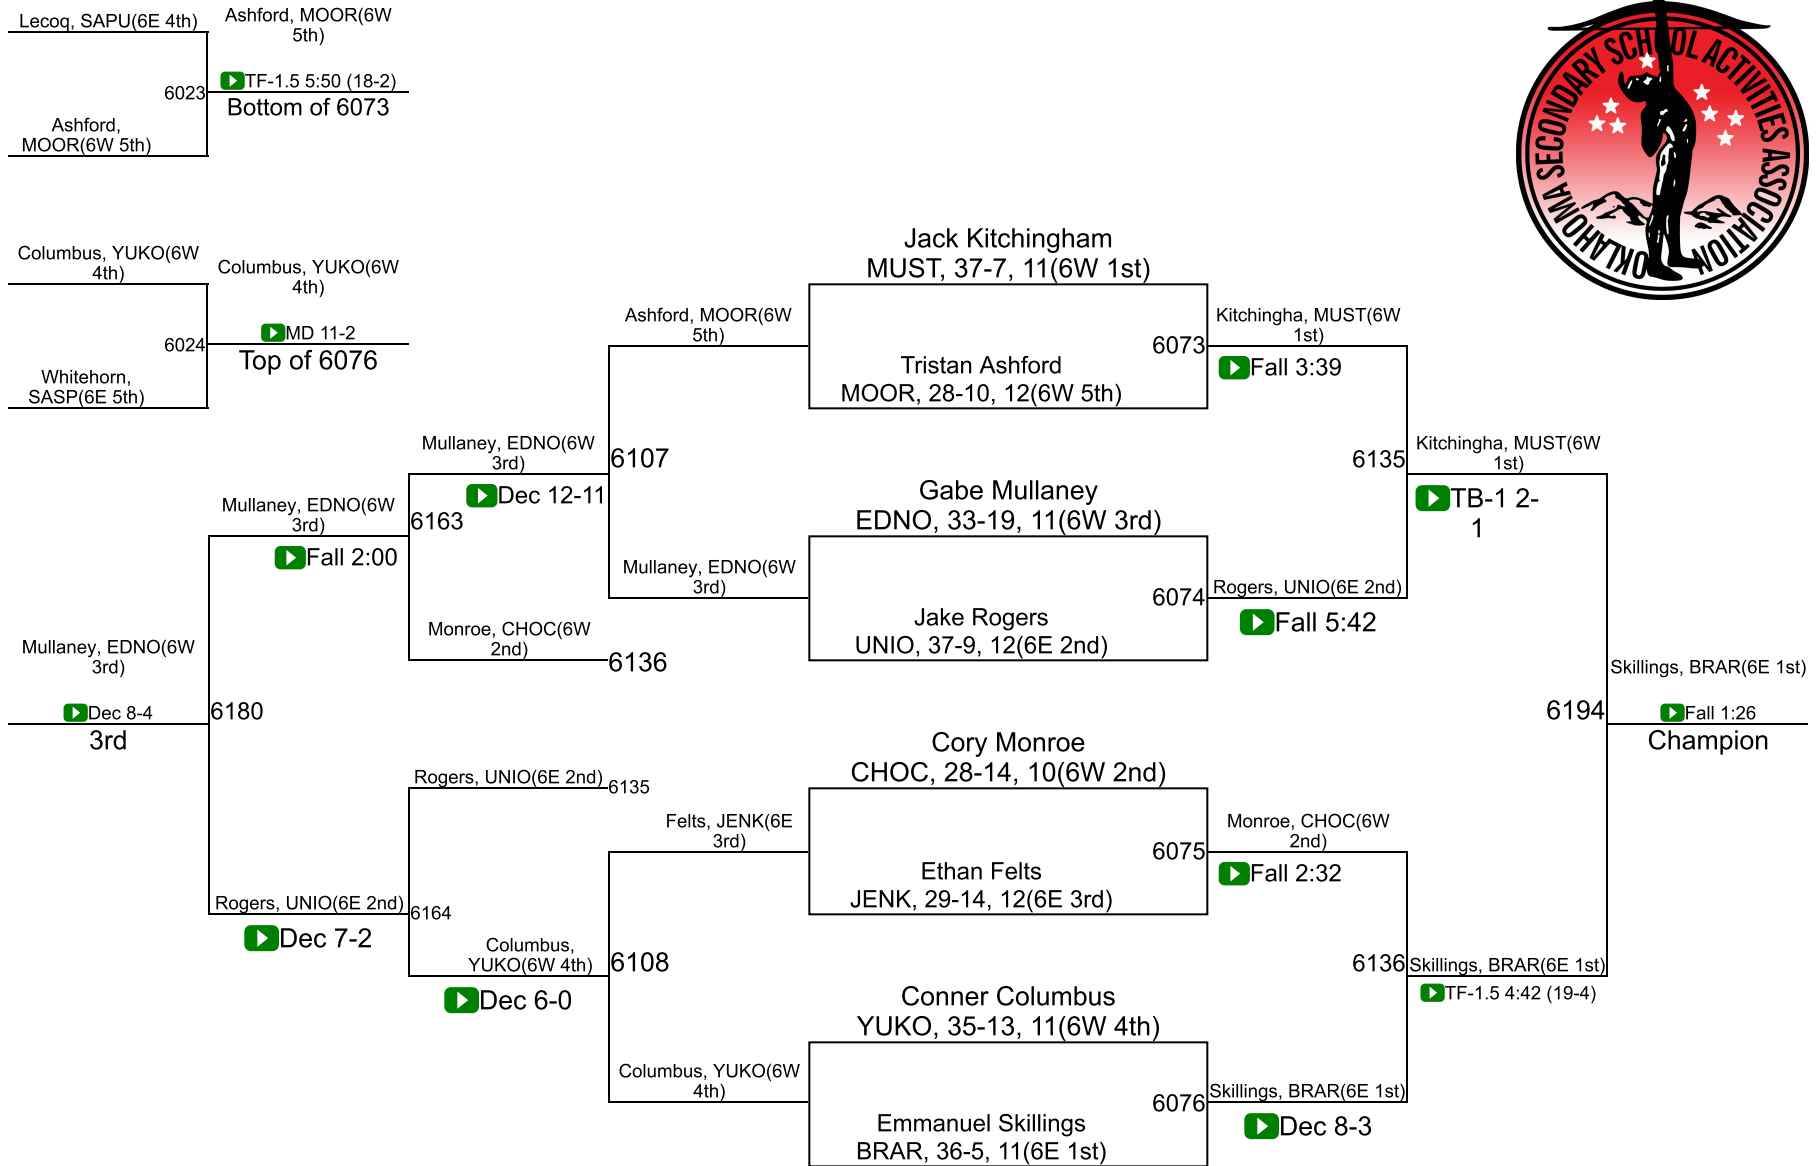 Lecoq, SAPU(6E 4th)
Ashford, MOOR(6W
5th)
6023
TF-1.5 5:50 (18-2)
Bottom of 6073
Ashford,
MOOR(6W 5th)
OKLAHOMA SECONDARY SCHOOL ACTIVITIES ASSOCIATION
Columbus, YUKO(6W
4th)
Columbus, YUKO(6W
4th)
6024
MD 11-2
Top of 6076
Whitehorn,
SASP(6E 5th)
Jack Kitchingham
MUST, 37-7, 11(6W 1st)
Ashford, MOOR(6W
5th)
6073
Kitchingha, MUST(6W
1st)
Fall 3:39
Tristan Ashford
MOOR, 28-10, 12(6W 5th)
Mullaney, EDNO(6W
3rd)
6107
Dec 12-11
6135
Kitchingha, MUST(6W
1st)
TB-1 2-
1
Gabe Mullaney
EDNO, 33-19, 11(6W 3rd)
Mullaney, EDNO(6W
3rd)
6163
Fall 2:00
Mullaney, EDNO(6W
3rd)
6074
Rogers, UNIO(6E 2nd)
Fall 5:42
Jake Rogers
UNIO, 37-9, 12(6E 2nd)
Monroe, CHOC(6W
2nd)
6136
Mullaney, EDNO(6W
3rd)
Dec 8-4
3rd
6180
6194
Skillings, BRAR(6E 1st)
Fall 1:26
Champion
Cory Monroe
CHOC, 28-14, 10(6W 2nd)
Rogers, UNIO(6E 2nd)
6135
Felts, JENK(6E
3rd)
6075
Monroe, CHOC(6W
2nd)
Fall 2:32
Ethan Felts
JENK, 29-14, 12(6E 3rd)
Rogers, UNIO(6E 2nd)
6164
Dec 7-2
Columbus,
YUKO(6W 4th)
6108
Dec 6-0
6136
Skillings, BRAR(6E 1st)
TF-1.5 4:42 (19-4)
Conner Columbus
YUKO, 35-13, 11(6W 4th)
Columbus, YUKO(6W
4th)
6076
Skillings, BRAR(6E 1st)
Dec 8-3
Emmanuel Skillings
BRAR, 36-5, 11(6E 1st)